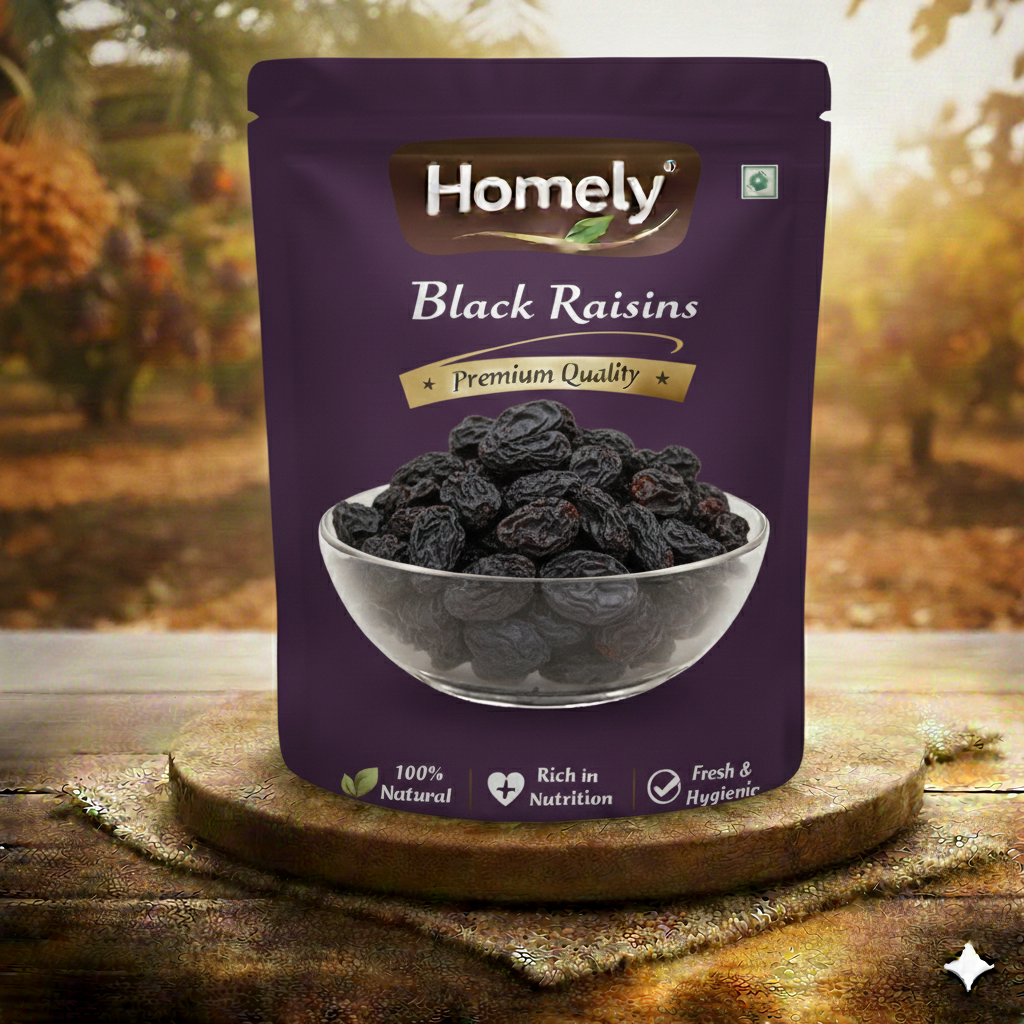 Homely
Black Raisins
Premium Quality
100%
Natural
Rich in
Nutrition
Fresh &
Hygienic